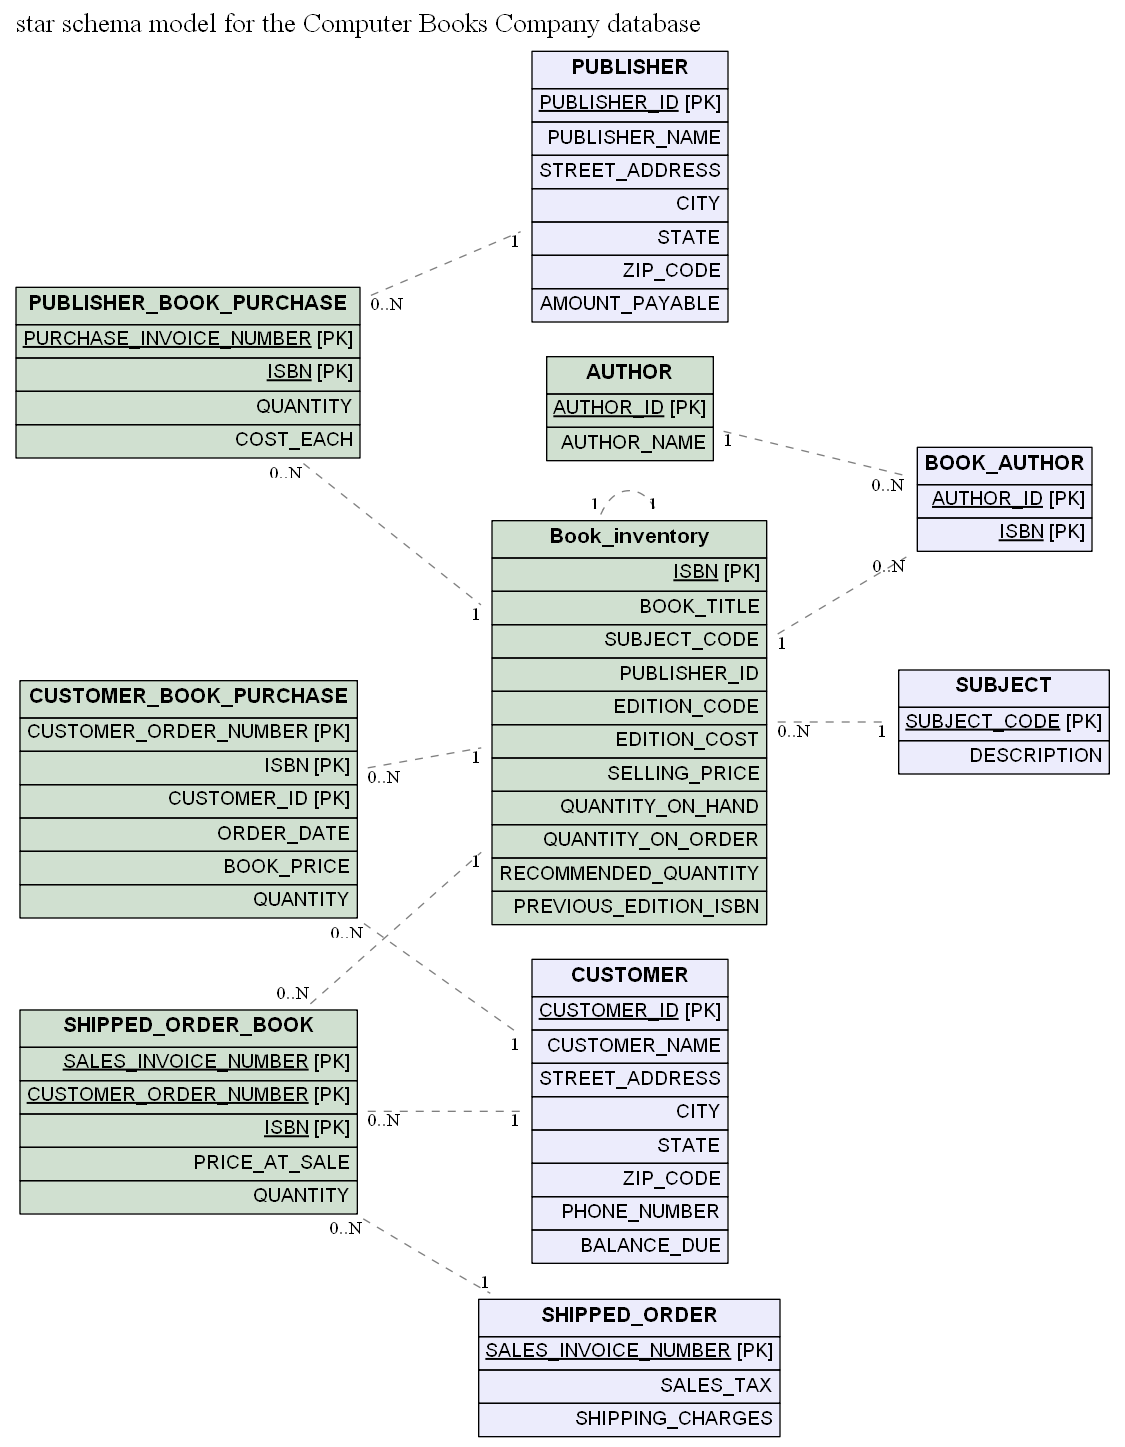 star schema model for the Computer Books Company database
PUBLISHER
PUBLISHER_ID [PK]
PUBLISHER_NAME
STREET_ADDRESS
CITY
STATE
ZIP_CODE
AMOUNT_PAYABLE
1
0..N
PUBLISHER_BOOK_PURCHASE
PURCHASE_INVOICE_NUMBER [PK]
ISBN [PK]
QUANTITY
COST_EACH
0..N
1
AUTHOR
AUTHOR_ID [PK]
AUTHOR_NAME
1
0..N
BOOK_AUTHOR
AUTHOR_ID [PK]
ISBN [PK]
0..N
1
1
1
Book_inventory
ISBN [PK]
BOOK_TITLE
SUBJECT_CODE
PUBLISHER_ID
EDITION_CODE
EDITION_COST
SELLING_PRICE
QUANTITY_ON_HAND
QUANTITY_ON_ORDER
RECOMMENDED_QUANTITY
PREVIOUS_EDITION_ISBN
0..N
1
SUBJECT
SUBJECT_CODE [PK]
DESCRIPTION
CUSTOMER_BOOK_PURCHASE
CUSTOMER_ORDER_NUMBER [PK]
ISBN [PK]
CUSTOMER_ID [PK]
ORDER_DATE
BOOK_PRICE
QUANTITY
0..N
1
1
0..N
0..N
1
CUSTOMER
CUSTOMER_ID [PK]
CUSTOMER_NAME
STREET_ADDRESS
CITY
STATE
ZIP_CODE
PHONE_NUMBER
BALANCE_DUE
SHIPPED_ORDER_BOOK
SALES_INVOICE_NUMBER [PK]
CUSTOMER_ORDER_NUMBER [PK]
ISBN [PK]
PRICE_AT_SALE
QUANTITY
0..N
1
0..N
1
SHIPPED_ORDER
SALES_INVOICE_NUMBER [PK]
SALES_TAX
SHIPPING_CHARGES